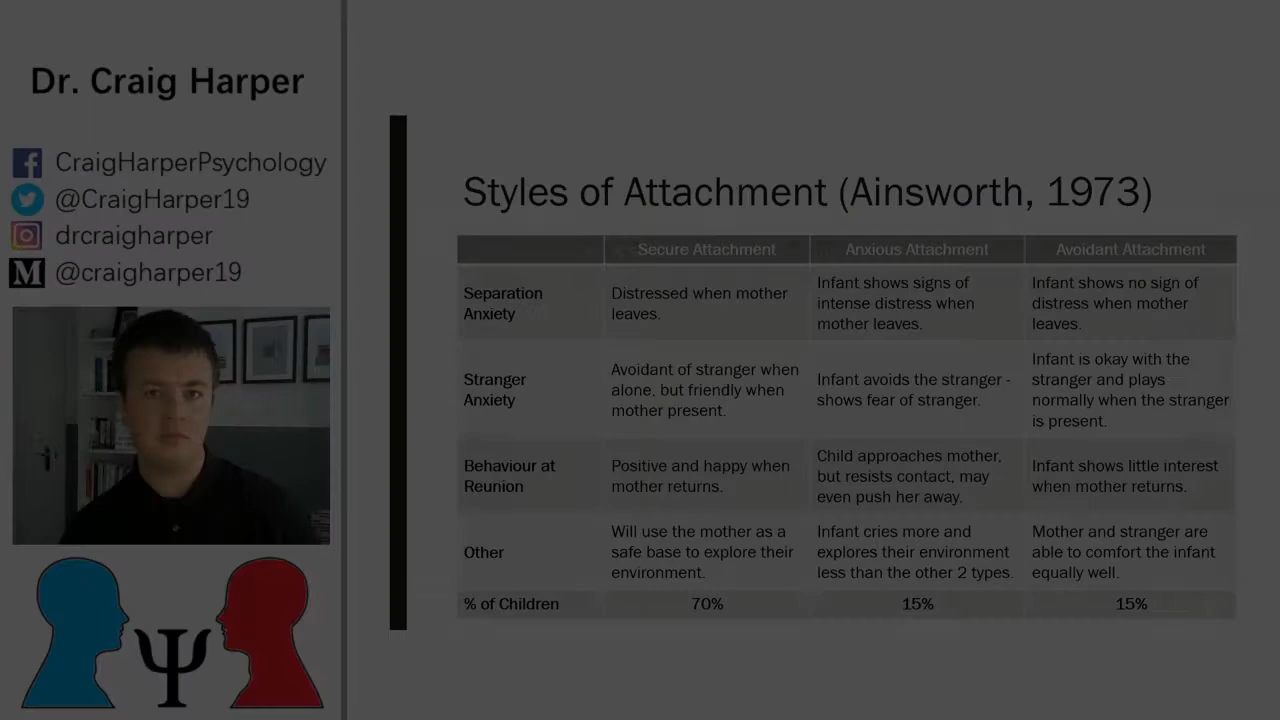 Dr. Craig Harper
CraigHarperPsychology
@CraigHarper19
drcraigharper
M @craigharper19
Ψ
Styles of Attachment (Ainsworth, 1973)
Secure Attachment Anxious Attachment Avoidant Attachment
Separation
Anxiety
Distressed when mother
leaves.
Infant shows signs of
intense distress when
mother leaves.
Infant shows no sign of
distress when mother
leaves.
Stranger
Anxiety
Avoidant of stranger when
alone, but friendly when
mother present.
Infant avoids the stranger -
shows fear of stranger.
Infant is okay with the
stranger and plays
normally when the stranger
is present.
Behaviour at
Reunion
Positive and happy when
mother returns.
Child approaches mother,
but resists contact, may
even push her away.
Infant shows little interest
when mother returns.
Other
Will use the mother as a
safe base to explore their
environment.
Infant cries more and
explores their environment
less than the other 2 types.
Mother and stranger are
able to comfort the infant
equally well.
% of Children 70% 15% 15%